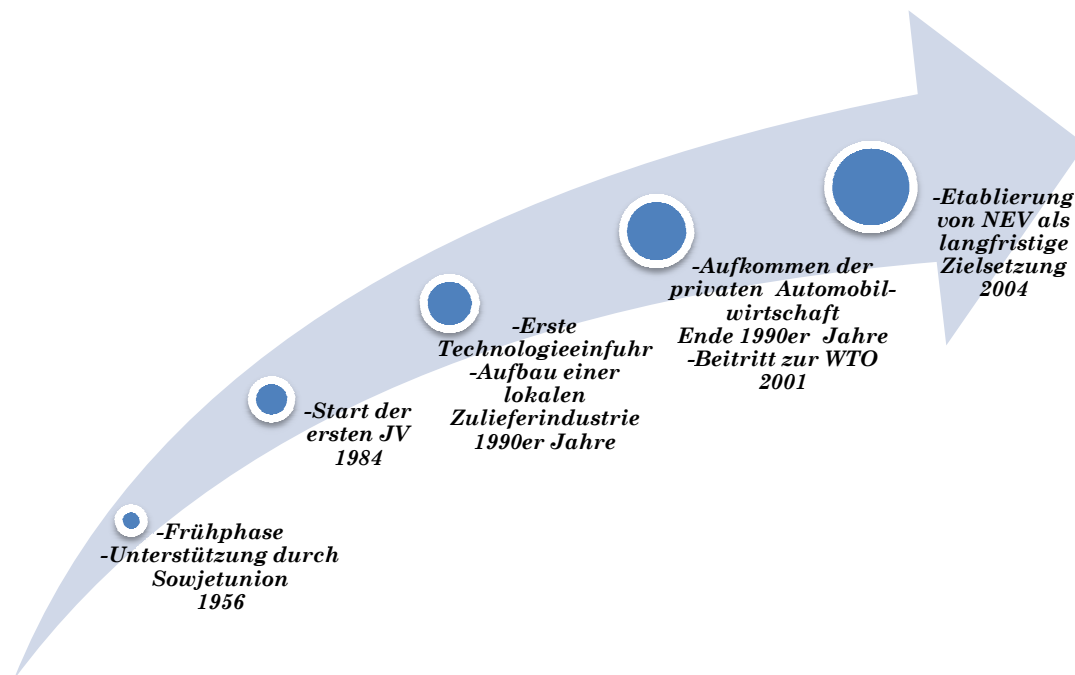 -Frühphase
-Unterstützung durch
Sowjetunion
1956
-Start der
ersten JV
1984
-Erste
Technologieeinfuhr
-Aufbau einer
lokalen
Zulieferindustrie
1990er Jahre
-Aufkommen der
privaten Automobil-
wirtschaft
Ende 1990er Jahre
-Beitritt zur WTO
2001
-Etablierung
von NEV als
langfristige
Zielsetzung
2004